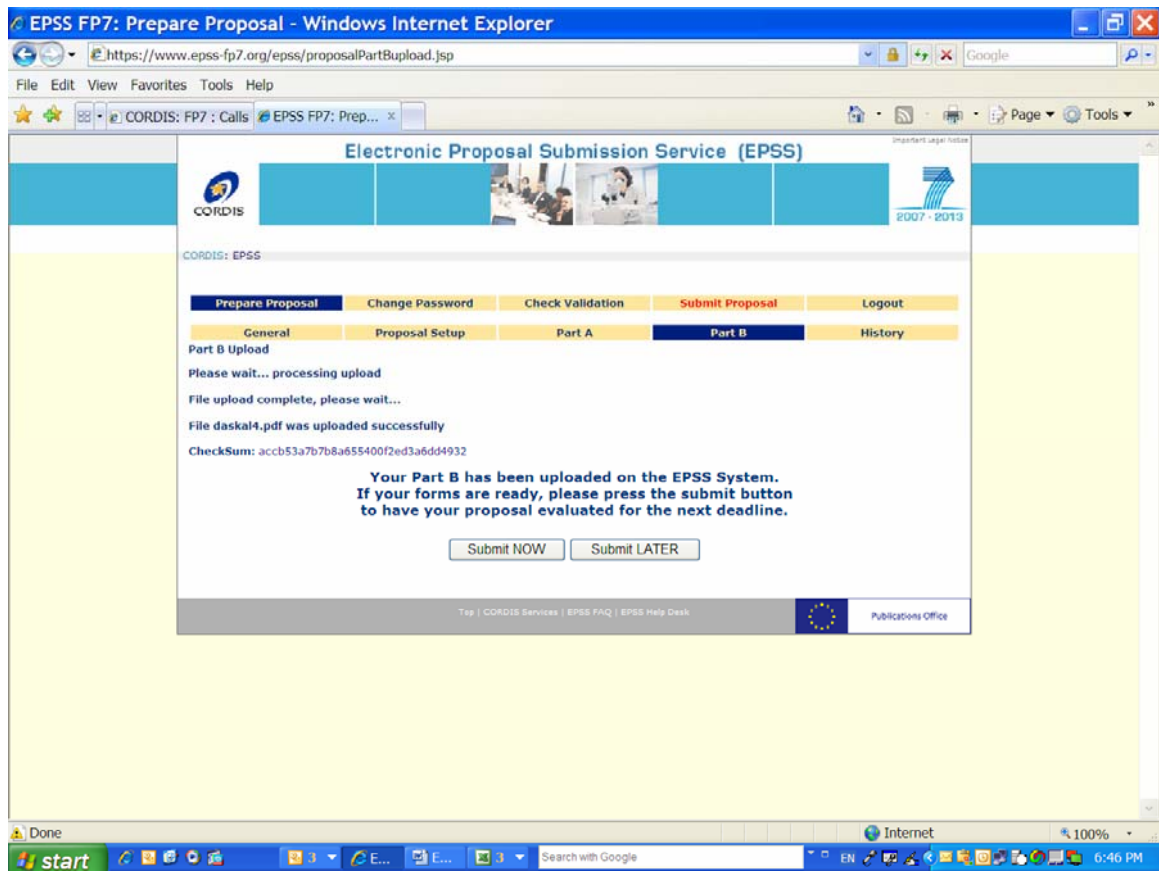 EPSS FP7: Prepare Proposal - Windows Internet Explorer
https://www.epss-fp7.org/epss/proposalPartBupload.jsp
Google
File Edit View Favorites Tools Help
CORDIS: FP7 : Calls
EPSS FP7: Prep...
Page
Tools
Important Legal Notice
Electronic Proposal Submission Service (EPSS)
CORDIS
2007 - 2013
CORDIS: EPSS
Prepare Proposal Change Password Check Validation Submit Proposal Logout
General Proposal Setup Part A Part B History
Part B Upload
Please wait... processing upload
File upload complete, please wait...
File daskal4.pdf was uploaded successfully
CheckSum: accb53a7b7b8a655400f2ed3a6dd4932
Your Part B has been uploaded on the EPSS System.
If your forms are ready, please press the submit button
to have your proposal evaluated for the next deadline.
Submit NOW Submit LATER
Top | CORDIS Services | EPSS FAQ | EPSS Help Desk
Publications Office
Done
Internet
100%
start
3
E...
E...
3
Search with Google
EN
6:46 PM